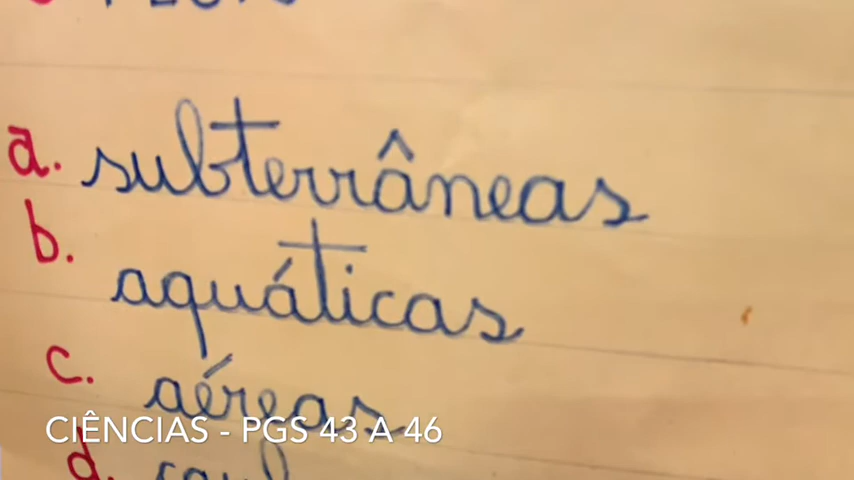 a. subterrâneas
b. aquáticas
c. aéreas
CIÊNCIAS - PGS 43 A 46
d.